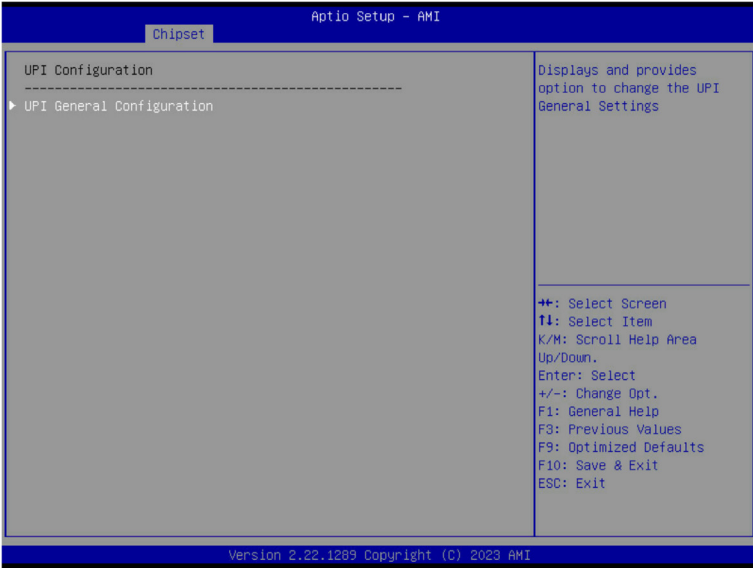 Aptio Setup – AMI
Chipset
UPI Configuration
------------------------------------------------
UPI General Configuration
Displays and provides
option to change the UPI
General Settings
→←: Select Screen
↑↓: Select Item
K/M: Scroll Help Area
Up/Down.
Enter: Select
+/-: Change Opt.
F1: General Help
F3: Previous Values
F9: Optimized Defaults
F10: Save & Exit
ESC: Exit
Version 2.22.1289 Copyright (C) 2023 AMI